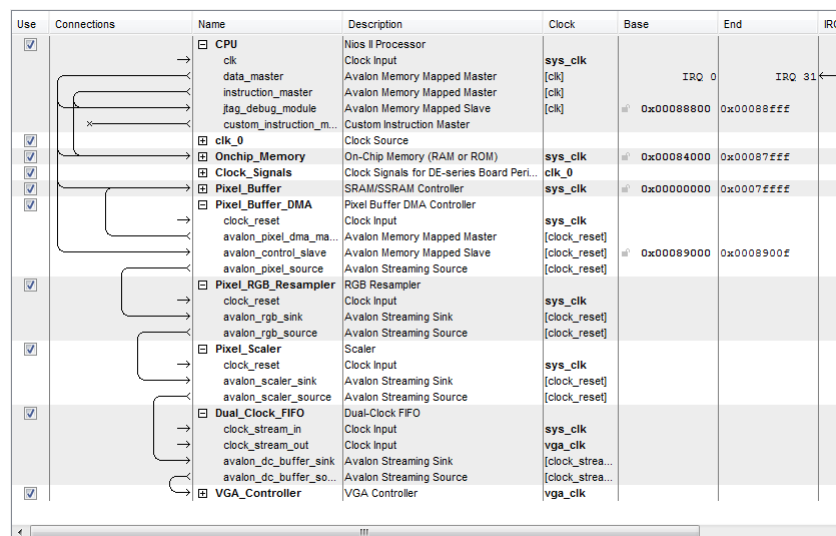 Use Connections Name Description Clock Base End IRQ
CPU Nios II Processor
clk Clock Input sys_clk
data_master Avalon Memory Mapped Master [clk] IRQ 0 IRQ 31
instruction_master Avalon Memory Mapped Master [clk]
jtag_debug_module Avalon Memory Mapped Slave [clk] 0x00088800 0x00088fff
custom_instruction_m... Custom Instruction Master
clk_0 Clock Source
Onchip_Memory On-Chip Memory (RAM or ROM) sys_clk 0x00084000 0x00087fff
Clock_Signals Clock Signals for DE-series Board Peri... clk_0
Pixel_Buffer SRAM/SSRAM Controller sys_clk 0x00000000 0x0007ffff
Pixel_Buffer_DMA Pixel Buffer DMA Controller
clock_reset Clock Input sys_clk
avalon_pixel_dma_ma... Avalon Memory Mapped Master [clock_reset]
avalon_control_slave Avalon Memory Mapped Slave [clock_reset] 0x00089000 0x0008900f
avalon_pixel_source Avalon Streaming Source [clock_reset]
Pixel_RGB_Resampler RGB Resampler
clock_reset Clock Input sys_clk
avalon_rgb_sink Avalon Streaming Sink [clock_reset]
avalon_rgb_source Avalon Streaming Source [clock_reset]
Pixel_Scaler Scaler
clock_reset Clock Input sys_clk
avalon_scaler_sink Avalon Streaming Sink [clock_reset]
avalon_scaler_source Avalon Streaming Source [clock_reset]
Dual_Clock_FIFO Dual-Clock FIFO
clock_stream_in Clock Input sys_clk
clock_stream_out Clock Input vga_clk
avalon_dc_buffer_sink Avalon Streaming Sink [clock_strea...
avalon_dc_buffer_so... Avalon Streaming Source [clock_strea...
VGA_Controller VGA Controller vga_clk